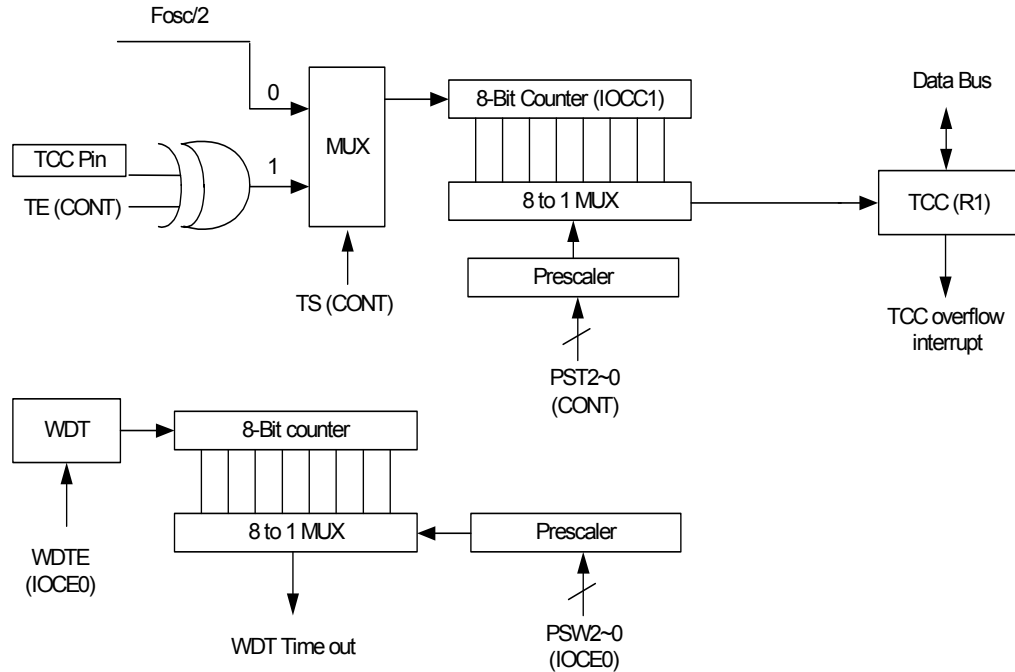 Fosc/2
0
8-Bit Counter (IOCC1)
Data Bus
MUX
TCC Pin
1
TE (CONT)
8 to 1 MUX
TCC (R1)
Prescaler
TS (CONT)
TCC overflow
interrupt
PST2~0
(CONT)
WDT
8-Bit counter
8 to 1 MUX
Prescaler
WDTE
(IOCE0)
WDT Time out
PSW2~0
(IOCE0)